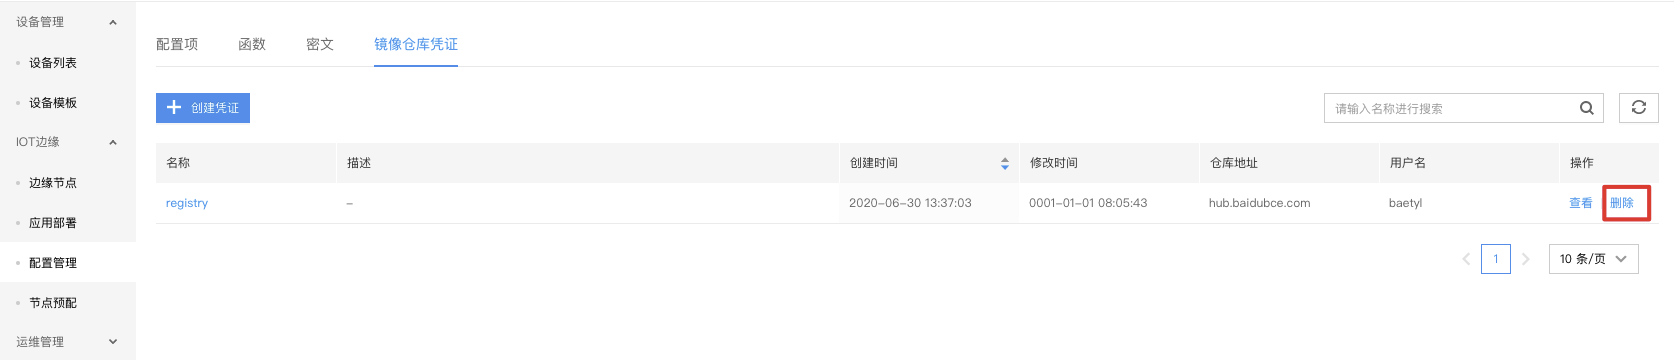 设备管理
设备列表
设备模板
IOT边缘
边缘节点
应用部署
配置管理
节点预配
运维管理
配置项 函数 密文 镜像仓库凭证
创建凭证
请输入名称进行搜索
名称 描述 创建时间 修改时间 仓库地址 用户名 操作
registry – 2020-06-30 13:37:03 0001-01-01 08:05:43 hub.baidubce.com baetyl 查看 删除
1 10 条/页